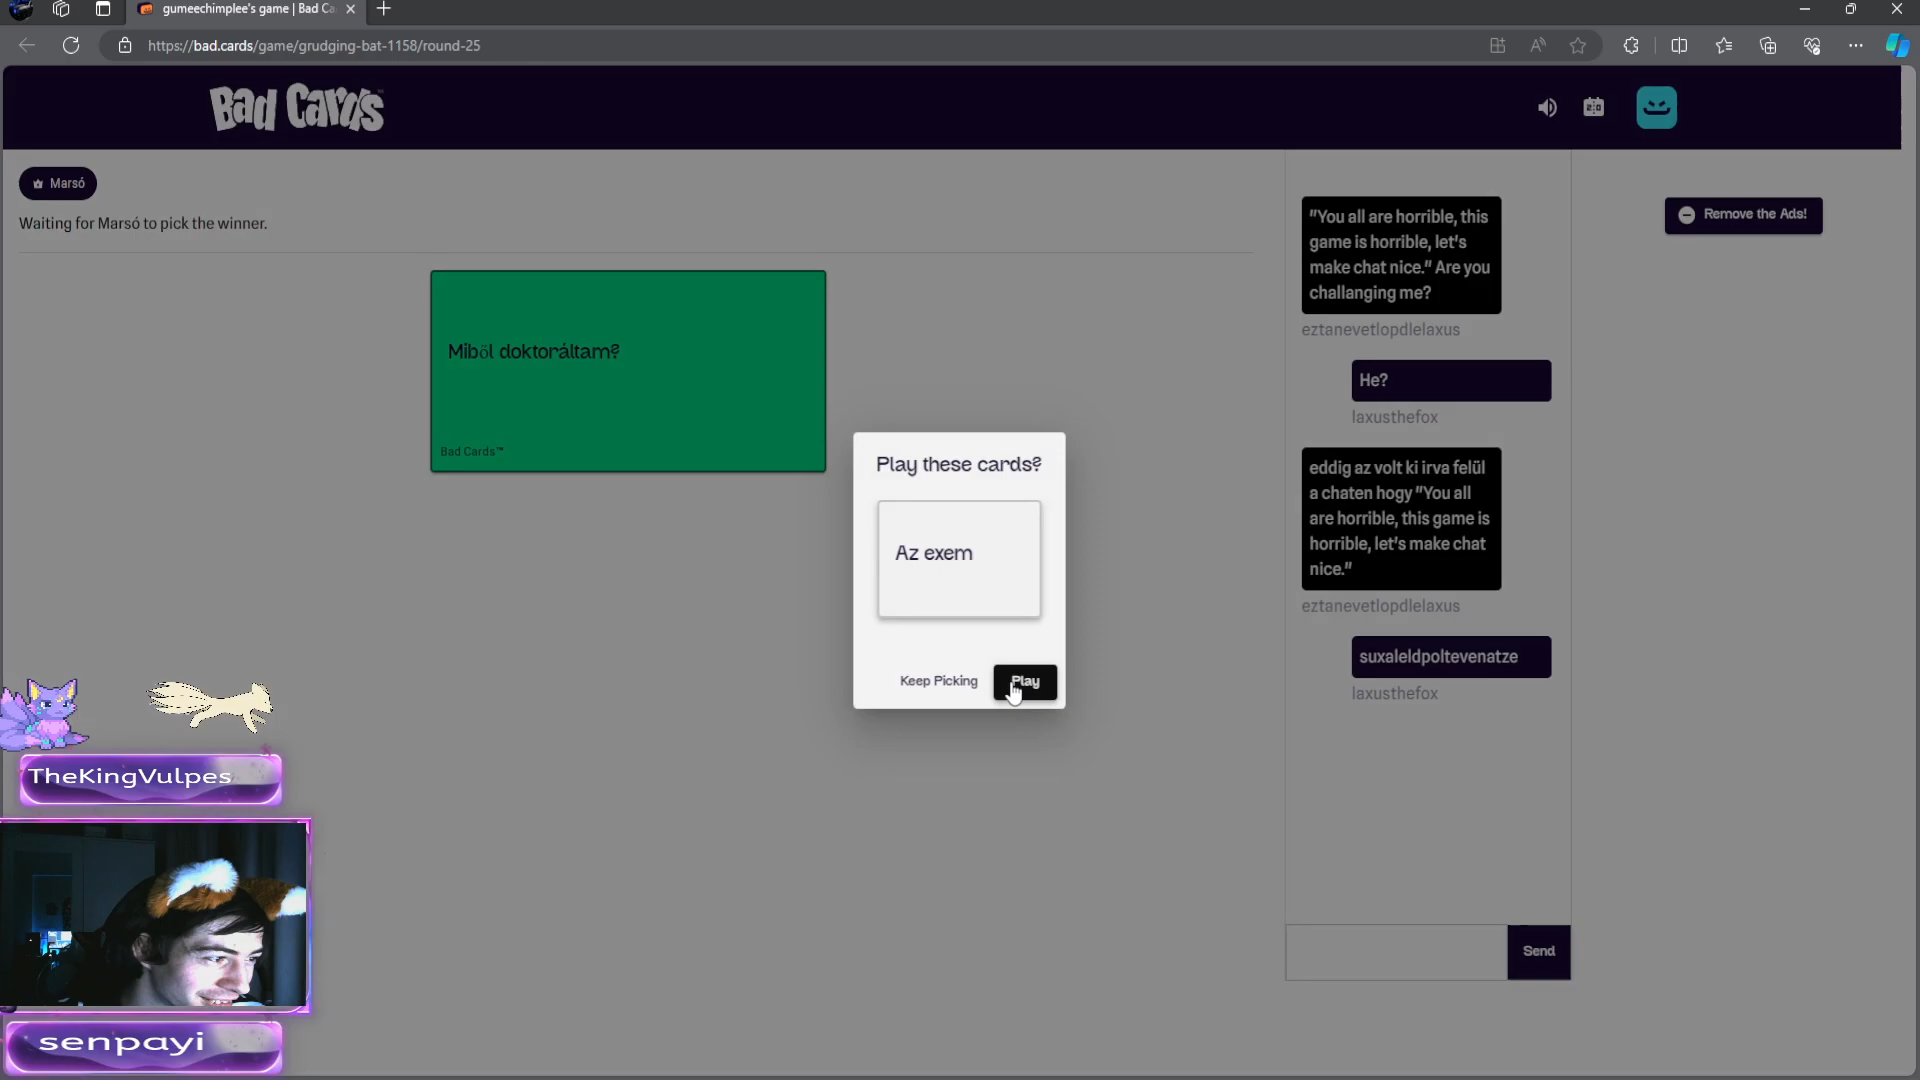 gumeechimplee's game | Bad Ca
https://bad.cards/game/grudging-bat-1158/round-25
Bad Cards
Marsó
Waiting for Marsó to pick the winner.
Miből doktoráltam?
Bad Cards™
Play these cards?
Az exem
Keep Picking
Play
"You all are horrible, this
game is horrible, let's
make chat nice." Are you
challanging me?
eztanevetlopdlelaxus
He?
laxusthefox
eddig az volt ki irva felül
a chaten hogy "You all
are horrible, this game is
horrible, let's make chat
nice."
eztanevetlopdlelaxus
suxaleldpoltevenatze
laxusthefox
Send
Remove the Ads!
TheKingVulpes
senpayi